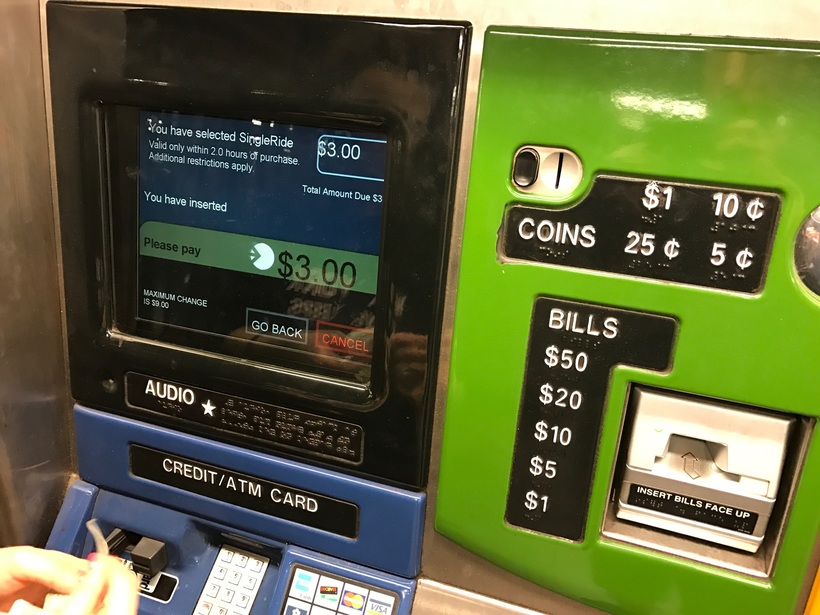 You have selected SingleRide
Valid only within 2.0 hours of purchase.
Additional restrictions apply.
$3.00
Total Amount Due $3
You have inserted
Please pay
$3.00
MAXIMUM CHANGE
IS $9.00
GO BACK
CANCEL
AUDIO
CREDIT/ATM CARD
VISA
COINS
$1 10¢
25¢ 5¢
BILLS
$50
$20
$10
$5
$1
INSERT BILLS FACE UP